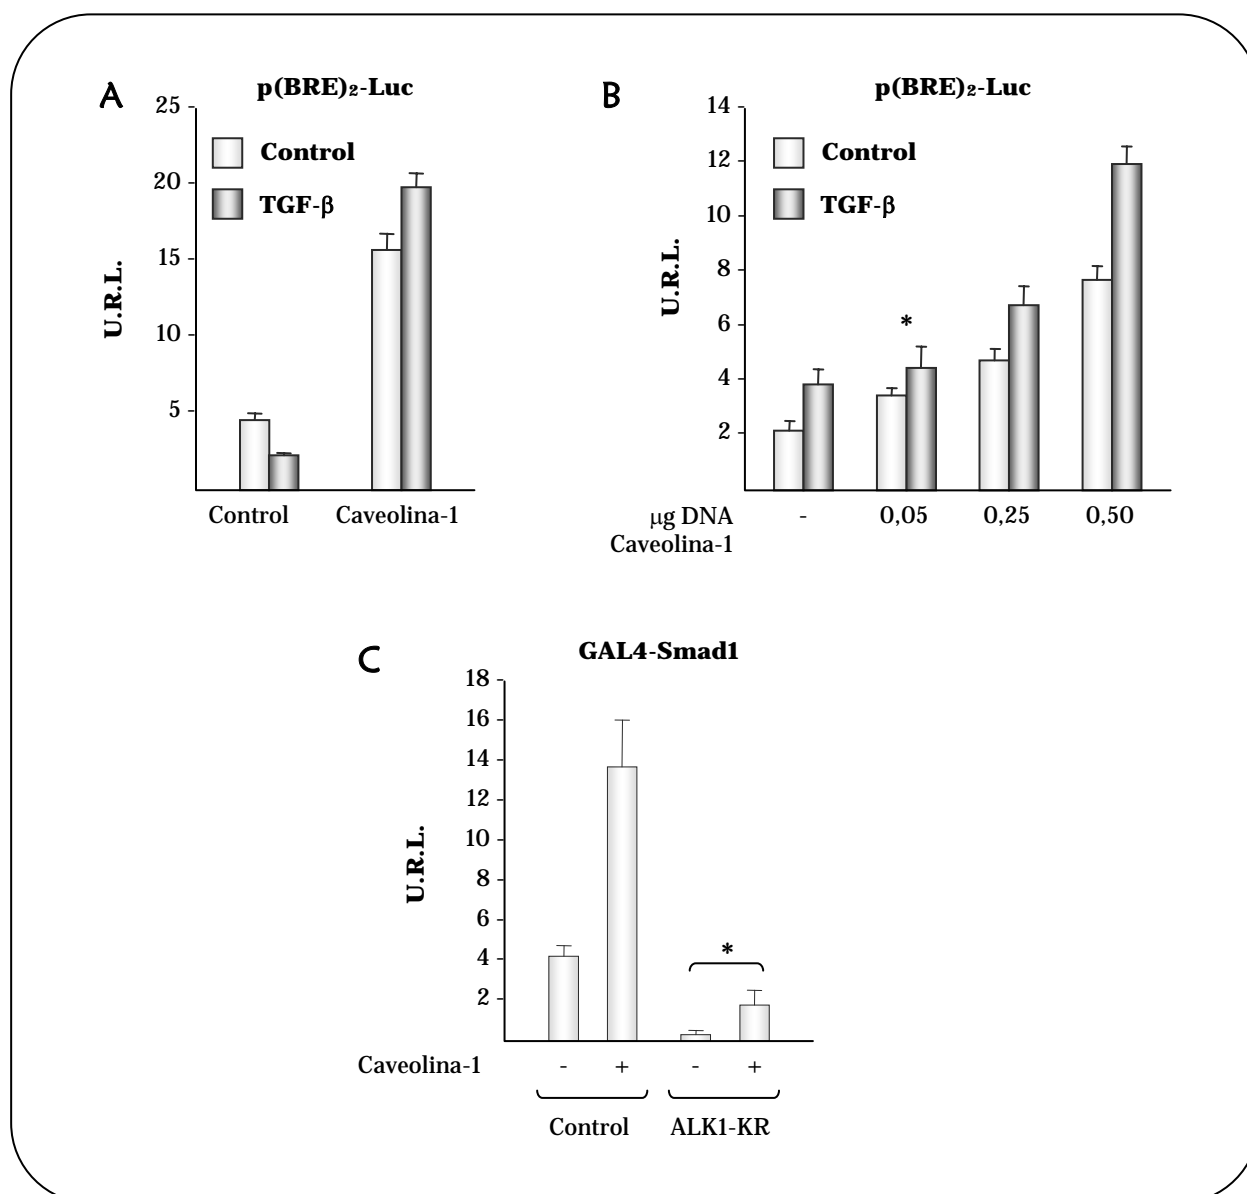 A
p(BRE)₂-Luc
25
20
15
10
5
U.R.L.
Control
TGF-β
Control Caveolina-1
B
p(BRE)₂-Luc
14
12
10
8
6
4
2
U.R.L.
Control
TGF-β
*
µg DNA - 0,05 0,25 0,50
Caveolina-1
C
GAL4-Smad1
18
16
14
12
10
8
6
4
2
U.R.L.
*
Caveolina-1 - + - +
Control ALK1-KR